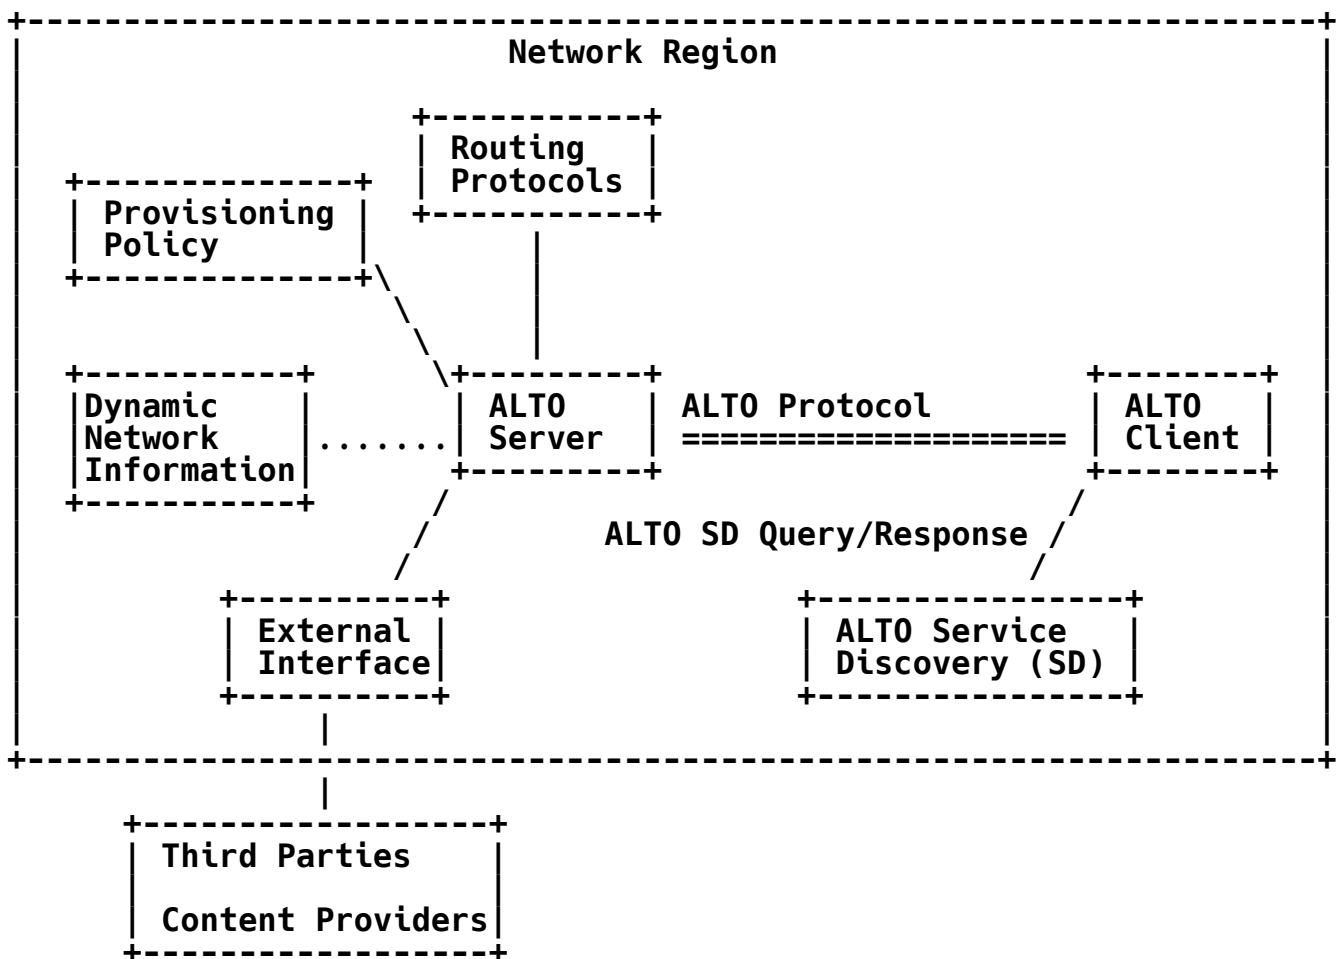 Network Region
Routing
Protocols
Provisioning
Policy
Dynamic
Network
Information
ALTO
Server
ALTO Protocol
ALTO
Client
ALTO SD Query/Response
External
Interface
ALTO Service
Discovery (SD)
Third Parties
Content Providers